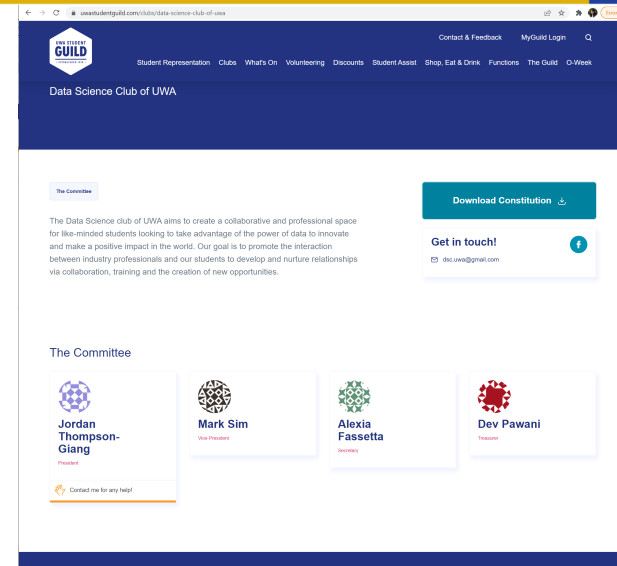 uwastudentguild.com/clubs/data-science-club-of-uwa
Contact & Feedback MyGuild Login
UWA STUDENT
GUILD
Student Representation Clubs What's On Volunteering Discounts Student Assist Shop, Eat & Drink Functions The Guild O-Week
Data Science Club of UWA
The Committee
Download Constitution
The Data Science club of UWA aims to create a collaborative and professional space
for like-minded students looking to take advantage of the power of data to innovate
and make a positive impact in the world. Our goal is to promote the interaction
between industry professionals and our students to develop and nurture relationships
via collaboration, training and the creation of new opportunities.
Get in touch!
dsc.uwa@gmail.com
The Committee
Jordan
Thompson-
Giang
President
Contact me for any help!
Mark Sim
Vice-President
Alexia
Fassetta
Secretary
Dev Pawani
Treasurer